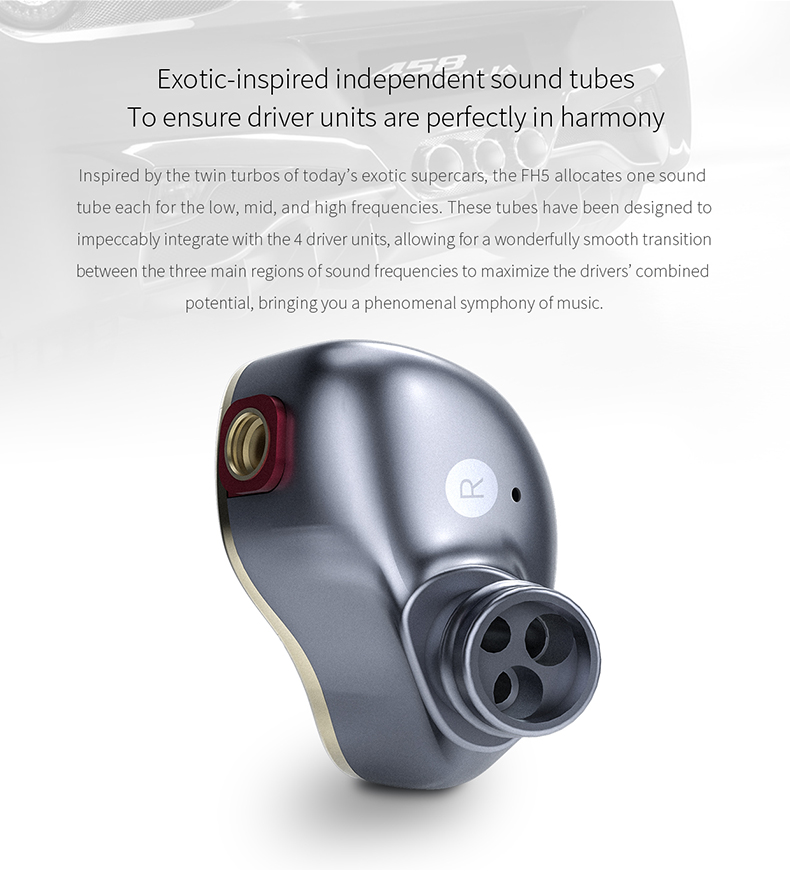 458
Exotic-inspired independent sound tubes
To ensure driver units are perfectly in harmony
Inspired by the twin turbos of today's exotic supercars, the FH5 allocates one sound
tube each for the low, mid, and high frequencies. These tubes have been designed to
impeccably integrate with the 4 driver units, allowing for a wonderfully smooth transition
between the three main regions of sound frequencies to maximize the drivers' combined
potential, bringing you a phenomenal symphony of music.
R